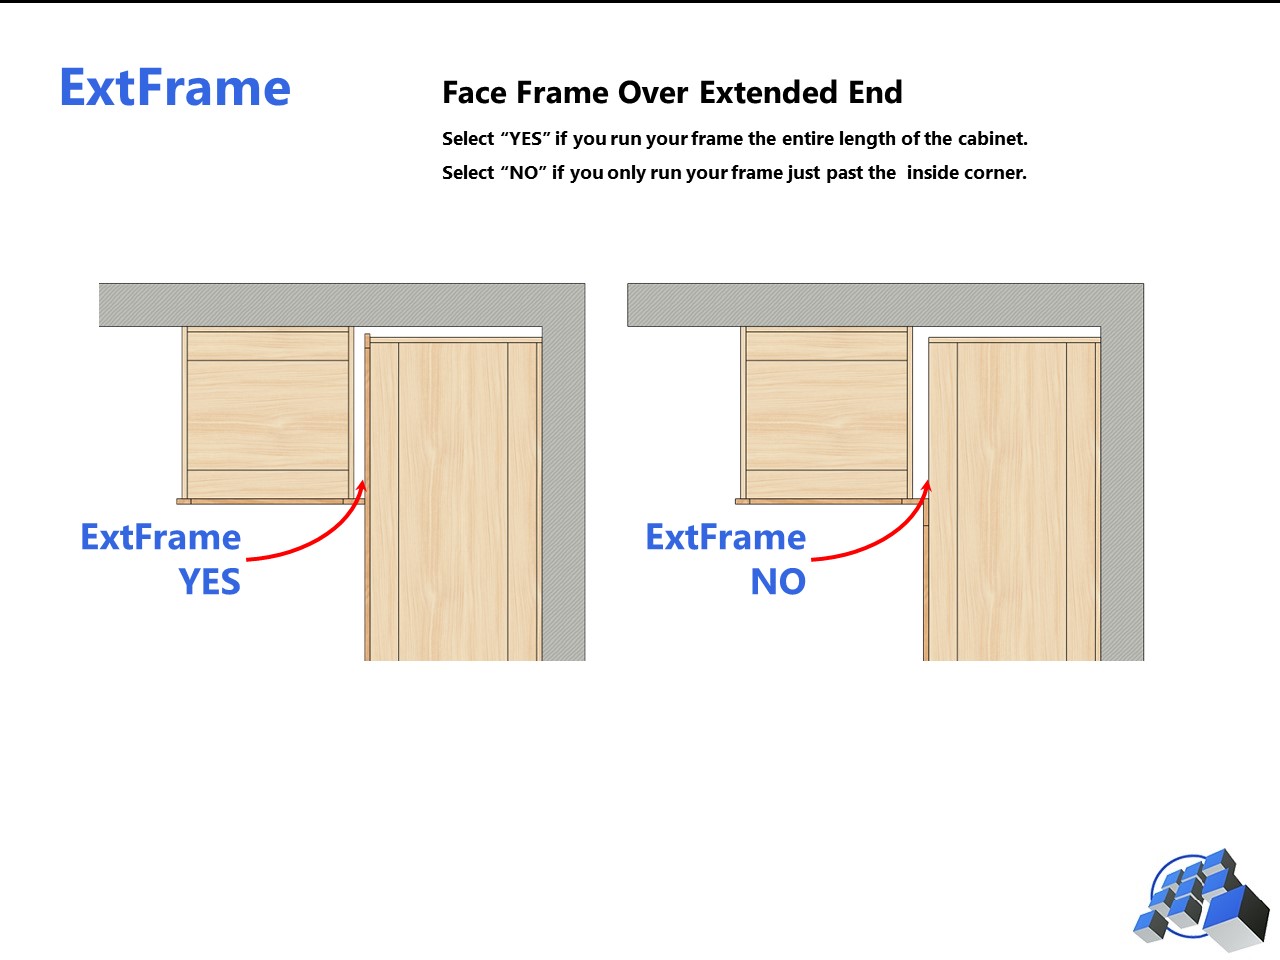 ExtFrame
Face Frame Over Extended End
Select “YES” if you run your frame the entire length of the cabinet.
Select “NO” if you only run your frame just past the  inside corner.
ExtFrame
YES
ExtFrame
NO